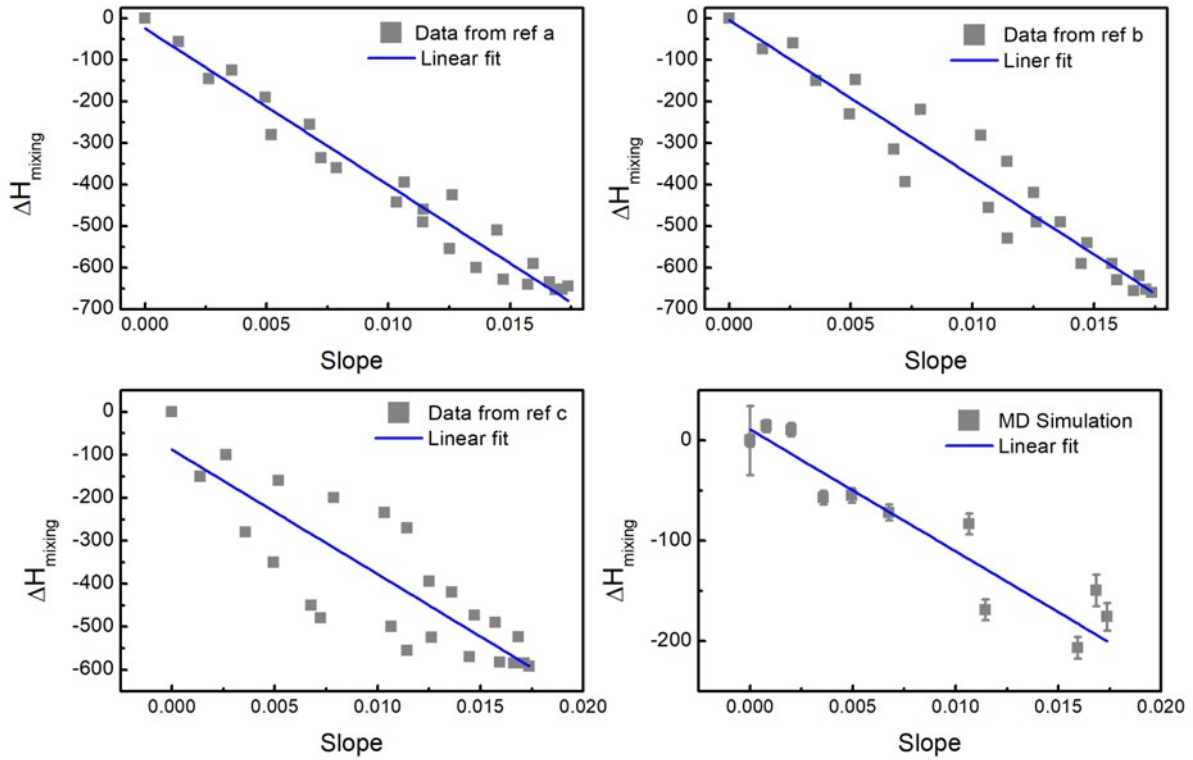 0
-100
-200
-300
-400
-500
-600
-700
ΔHmixing
Data from ref a
Linear fit
0.000
0.005
0.010
0.015
Slope
0
-100
-200
-300
-400
-500
-600
-700
ΔHmixing
Data from ref b
Liner fit
0.000
0.005
0.010
0.015
Slope
0
-100
-200
-300
-400
-500
-600
ΔHmixing
Data from ref c
Linear fit
0.000
0.005
0.010
0.015
0.020
Slope
0
-100
-200
ΔHmixing
MD Simulation
Linear fit
0.000
0.005
0.010
0.015
0.020
Slope